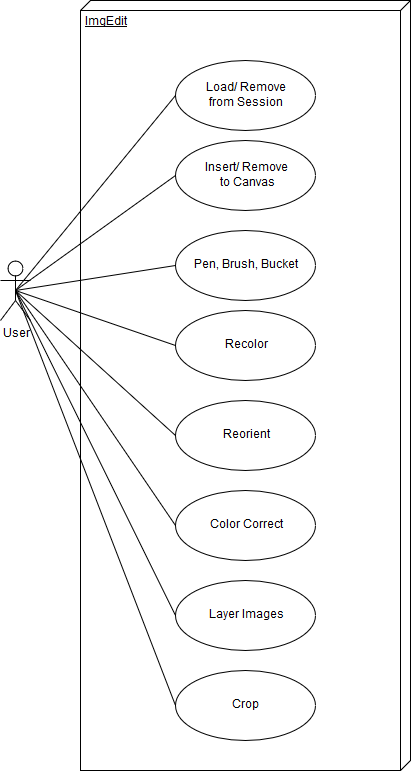 ImgEdit
Load/ Remove
from Session
Insert/ Remove
to Canvas
Pen, Brush, Bucket
User
Recolor
Reorient
Color Correct
Layer Images
Crop